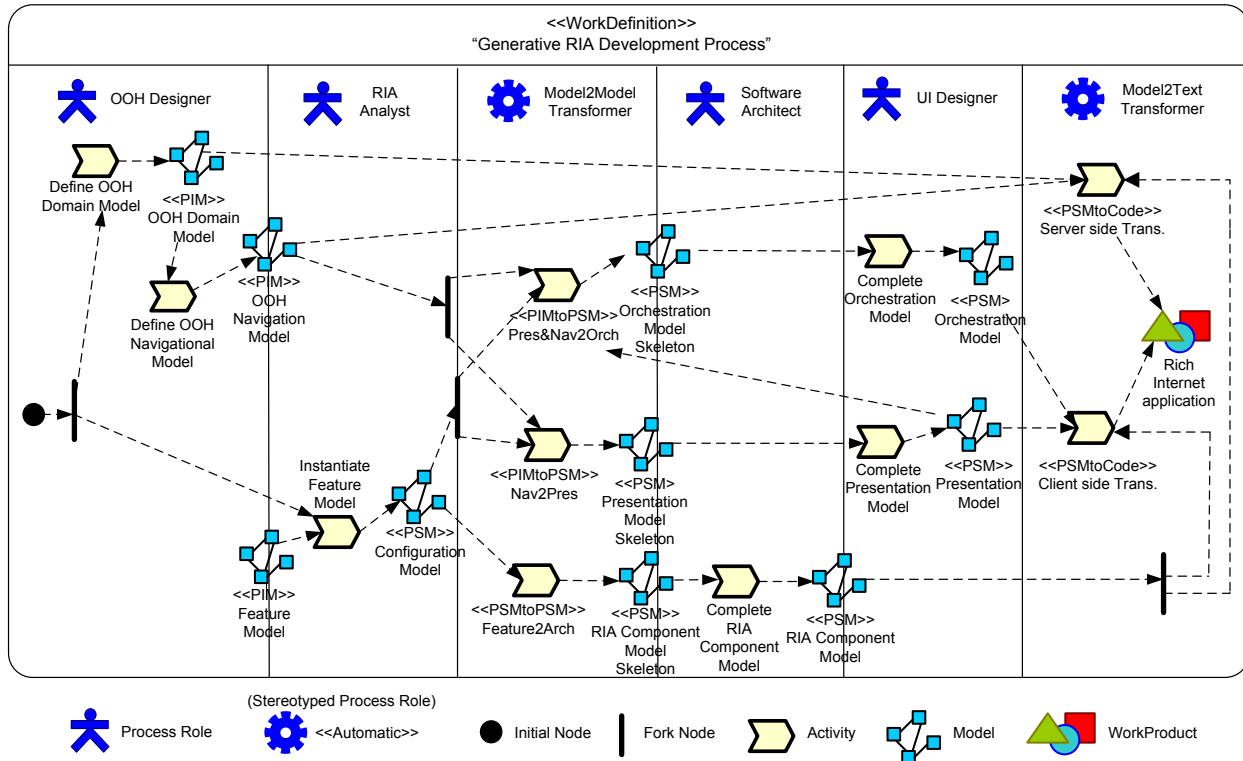 <<WorkDefinition>>
“Generative RIA Development Process”
OOH Designer
RIA
Analyst
Model2Model
Transformer
Software
Architect
UI Designer
Model2Text
Transformer
Define OOH
Domain Model
<<PIM>>
OOH Domain
Model
<<PSMtoCode>>
Server side Trans.
Define OOH
Navigational
Model
<<PIM>>
OOH
Navigation
Model
<<PIMtoPSM>>
Pres&Nav2Orch
<<PSM>>
Orchestration
Model
Skeleton
Complete
Orchestration
Model
<<PSM>
Orchestration
Model
Rich
Internet
application
Instantiate
Feature
Model
<<PIMtoPSM>>
Nav2Pres
<<PSM>
Presentation
Model
Skeleton
Complete
Presentation
Model
<<PSM>>
Presentation
Model
<<PSMtoCode>>
Client side Trans.
<<PIM>>
Feature
Model
<<PSM>>
Configuration
Model
<<PSMtoPSM>>
Feature2Arch
<<PSM>>
RIA Component
Model
Skeleton
Complete
RIA
Component
Model
<<PSM>>
RIA Component
Model
(Stereotyped Process Role)
Process Role
<<Automatic>>
Initial Node
Fork Node
Activity
Model
WorkProduct